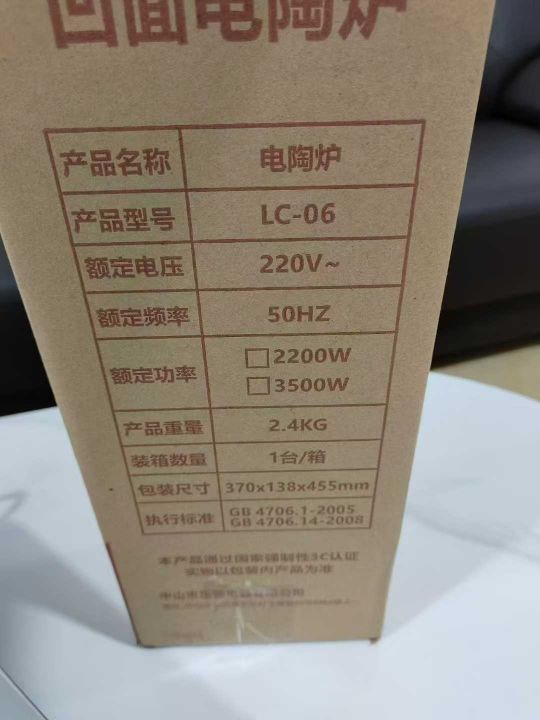 凹面电陶炉
产品名称 电陶炉
产品型号 LC-06
额定电压 220V~
额定频率 50HZ
额定功率 □2200W
□3500W
产品重量 2.4KG
装箱数量 1台/箱
包装尺寸 370x138x455mm
执行标准 GB 4706.1-2005
GB 4706.14-2008
本产品通过国家强制性3C认证
实物以包装内产品为准
中山市